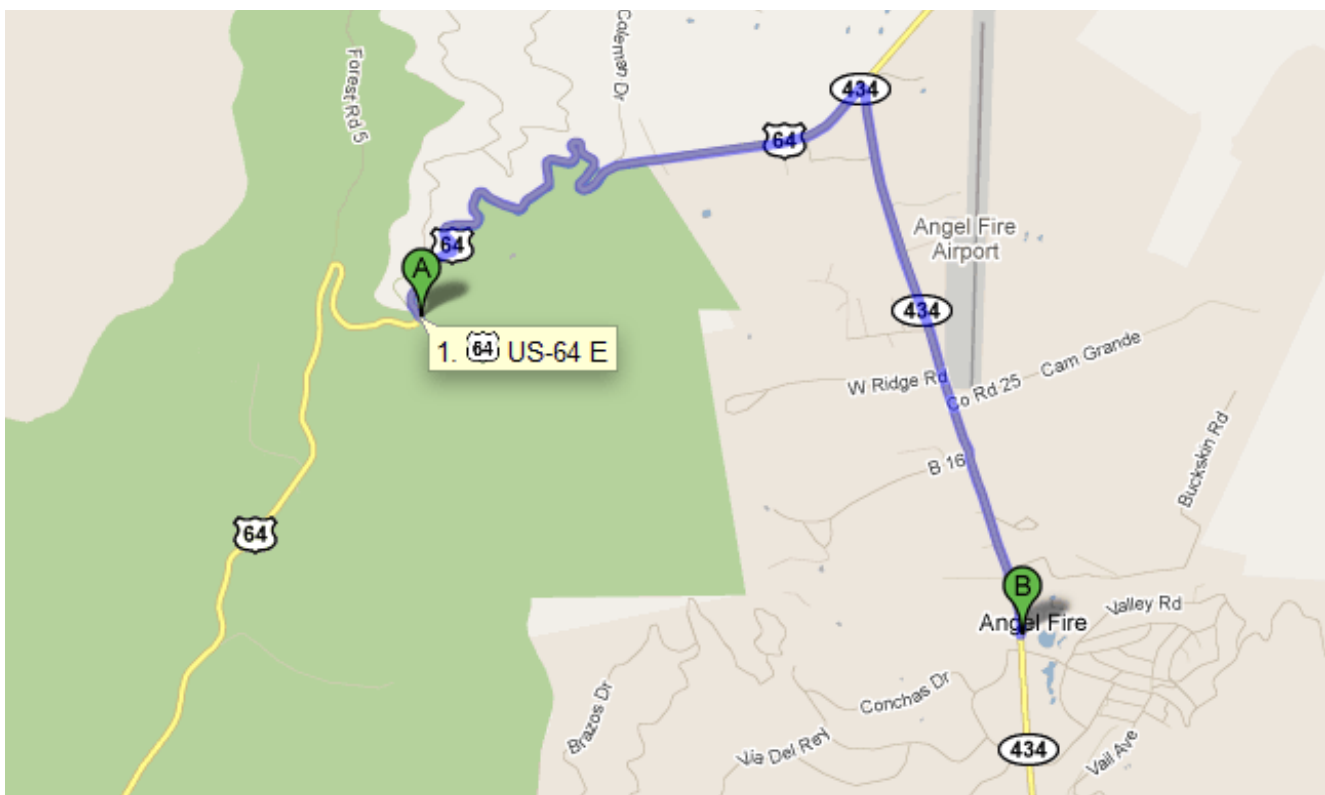 Coleman Dr
Forest Rd 5
434
64
64
A
Angel Fire
Airport
434
1. 64 US-64 E
W Ridge Rd
Co Rd 25
Cam Grande
B 16
Buckskin Rd
64
B
Angel Fire
Valley Rd
Conchas Dr
Brazos Dr
Via Del Rey
434
Vail Ave